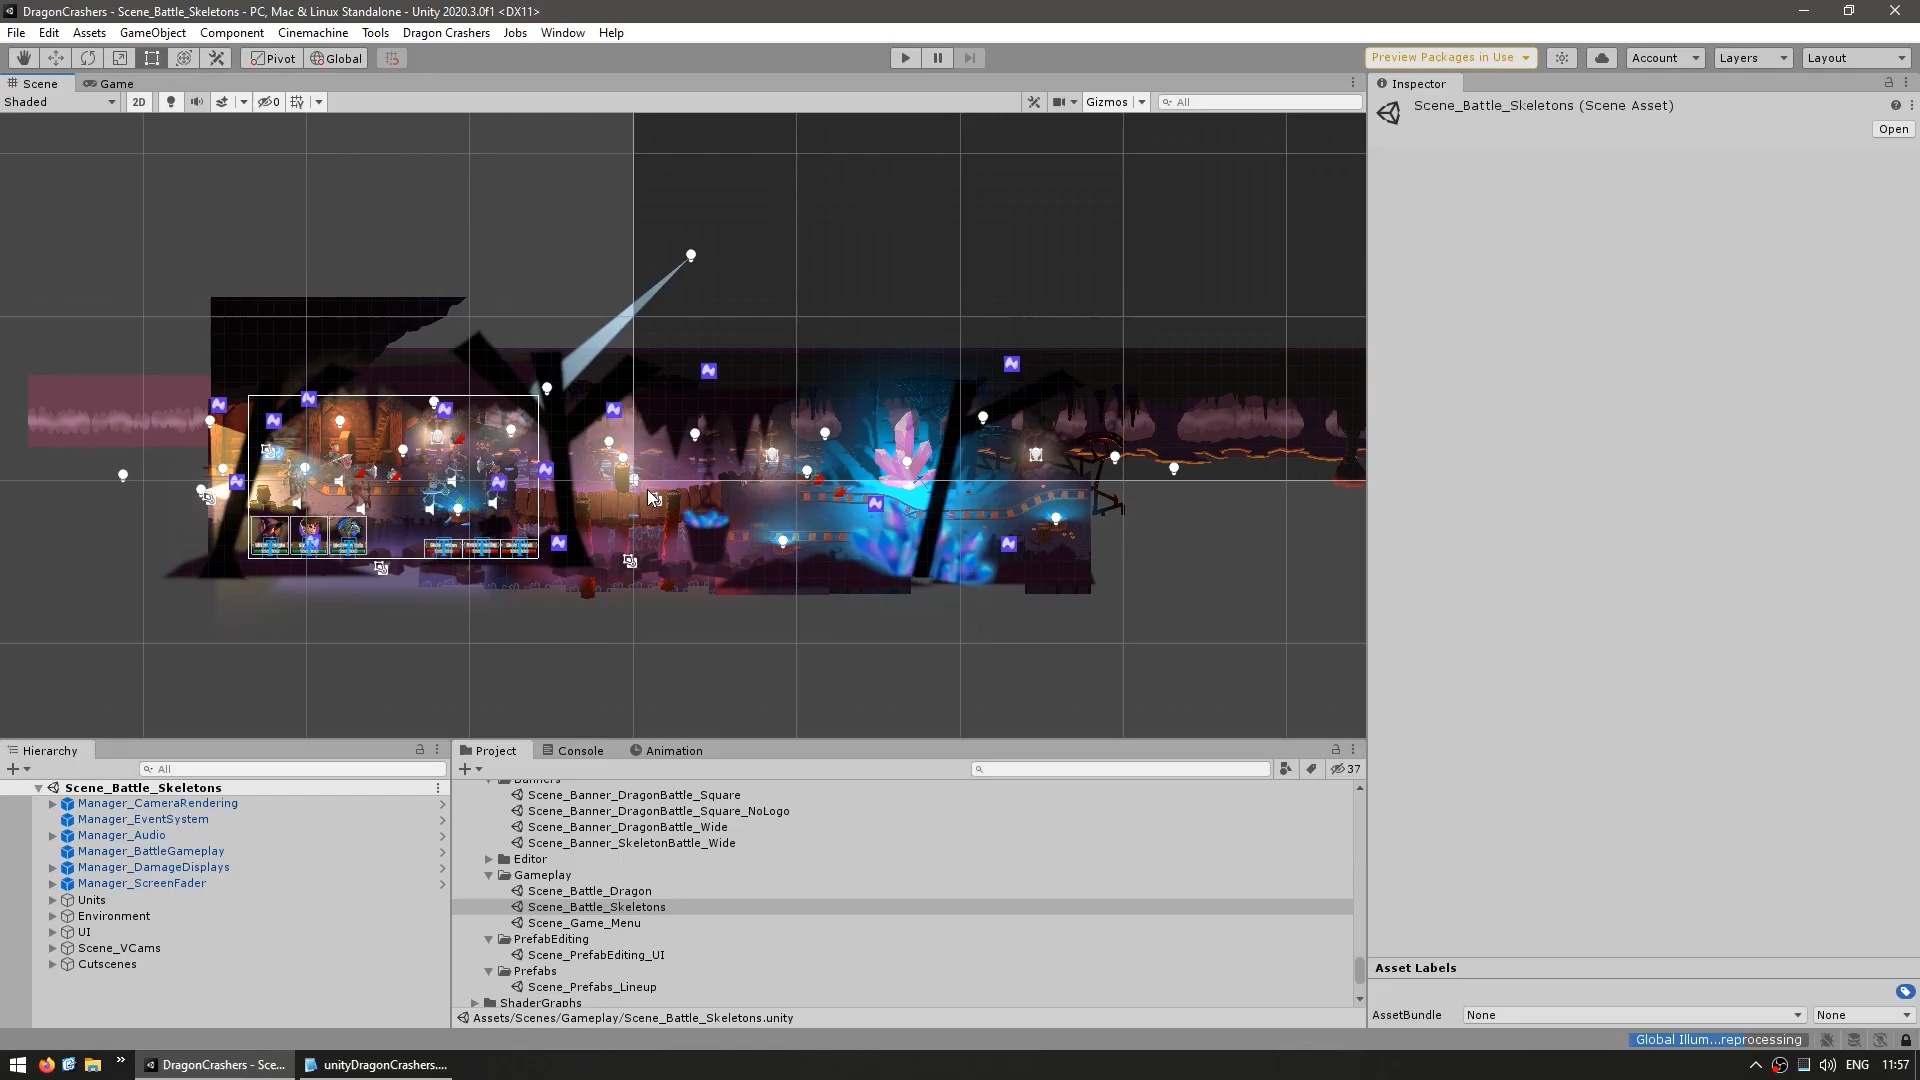 DragonCrashers - Scene_Battle_Skeletons - PC, Mac & Linux Standalone - Unity 2020.3.0f1 <DX11>
File Edit Assets GameObject Component Cinemachine Tools Dragon Crashers Jobs Window Help
Pivot Global Preview Packages in Use Account Layers Layout
Scene Game
Shaded 2D 0 Gizmos All
Inspector
Scene_Battle_Skeletons (Scene Asset)
Open
Hierarchy
All
Scene_Battle_Skeletons
Manager_CameraRendering
Manager_EventSystem
Manager_Audio
Manager_BattleGameplay
Manager_DamageDisplays
Manager_ScreenFader
Units
Environment
UI
Scene_VCams
Cutscenes
Project Console Animation
37
Banners
Scene_Banner_DragonBattle_Square
Scene_Banner_DragonBattle_Square_NoLogo
Scene_Banner_DragonBattle_Wide
Scene_Banner_SkeletonBattle_Wide
Editor
Gameplay
Scene_Battle_Dragon
Scene_Battle_Skeletons
Scene_Game_Menu
PrefabEditing
Scene_PrefabEditing_UI
Prefabs
Scene_Prefabs_Lineup
ShaderGraphs
Assets/Scenes/Gameplay/Scene_Battle_Skeletons.unity
Asset Labels
AssetBundle None None
Global Illum...reprocessing
DragonCrashers - Sce... unityDragonCrashers.... ENG 11:57